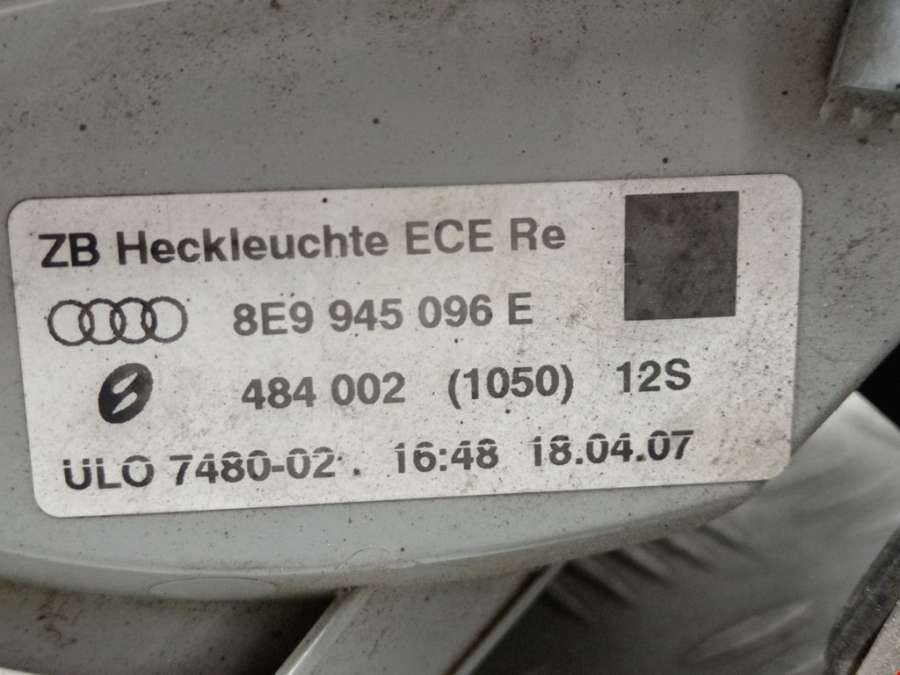 ZB Heckleuchte ECE Re
8E9 945 096 E
484 002 (1050) 12S
ULO 7480-02 . 16:48 18.04.07